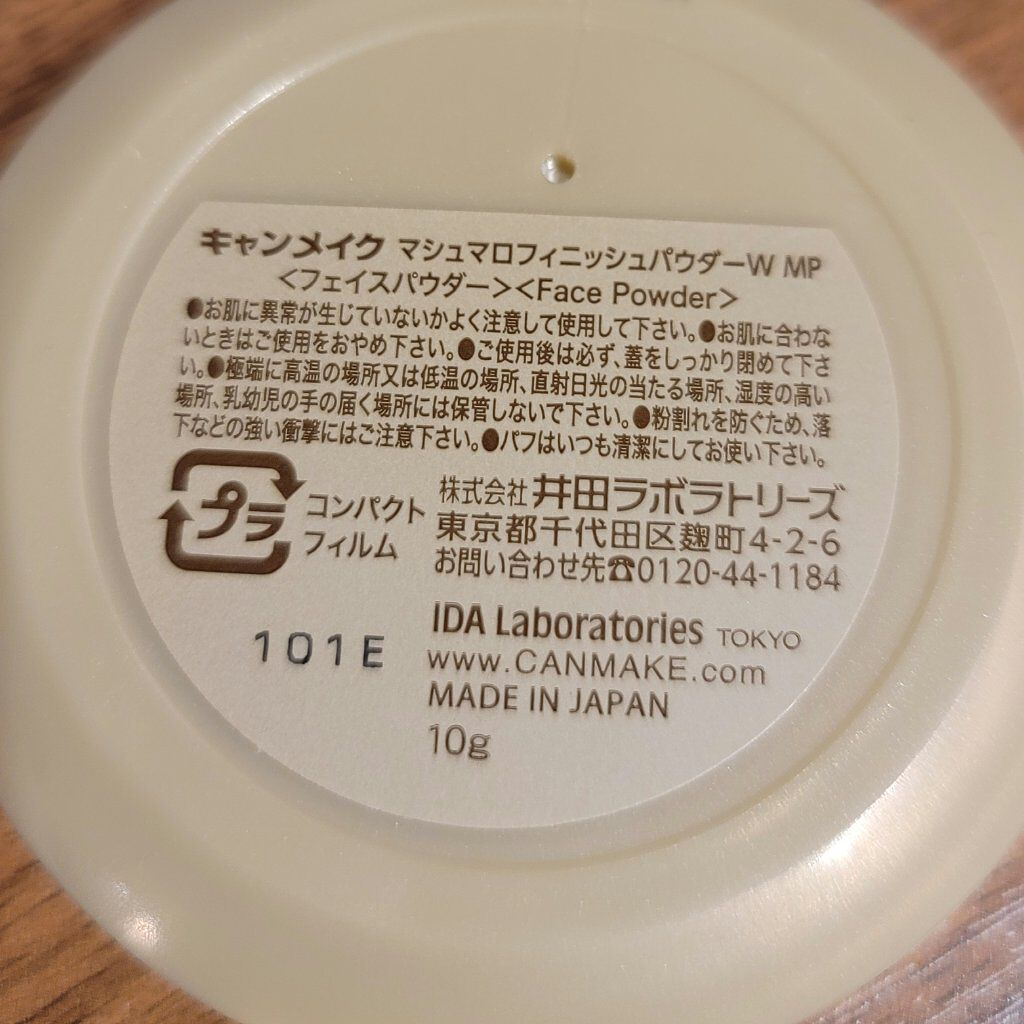 キャンメイク マシュマロフィニッシュパウダーW MP
＜フェイスパウダー＞＜Face Powder＞
●お肌に異常が生じていないかよく注意して使用して下さい。●お肌に合わな
いときはご使用をおやめ下さい。●ご使用後は必ず、蓋をしっかり閉めて下さ
い。●極端に高温の場所又は低温の場所、直射日光の当たる場所、湿度の高い
場所、乳幼児の手の届く場所には保管しないで下さい。●粉割れを防ぐため、落
下などの強い衝撃にはご注意下さい。●パフはいつも清潔にしてお使い下さい。
プラ
コンパクト
フィルム
株式会社 井田ラボラトリーズ
東京都千代田区麹町4-2-6
お問い合わせ先☎0120-44-1184
IDA Laboratories TOKYO
www.CANMAKE.com
MADE IN JAPAN
10g
101E